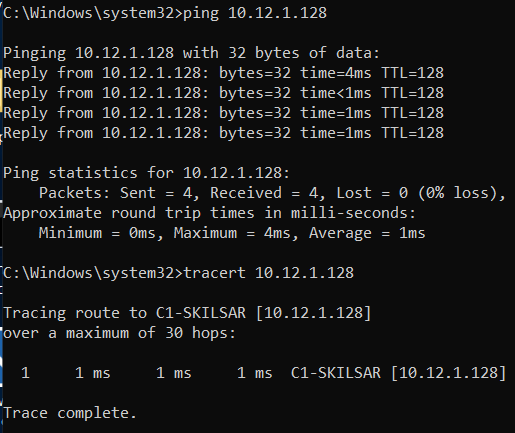 C:\Windows\system32>ping 10.12.1.128
Pinging 10.12.1.128 with 32 bytes of data:
Reply from 10.12.1.128: bytes=32 time=4ms TTL=128
Reply from 10.12.1.128: bytes=32 time<1ms TTL=128
Reply from 10.12.1.128: bytes=32 time=1ms TTL=128
Reply from 10.12.1.128: bytes=32 time=1ms TTL=128
Ping statistics for 10.12.1.128:
    Packets: Sent = 4, Received = 4, Lost = 0 (0% loss),
Approximate round trip times in milli-seconds:
    Minimum = 0ms, Maximum = 4ms, Average = 1ms
C:\Windows\system32>tracert 10.12.1.128
Tracing route to C1-SKILSAR [10.12.1.128]
over a maximum of 30 hops:
  1     1 ms     1 ms     1 ms  C1-SKILSAR [10.12.1.128]
Trace complete.